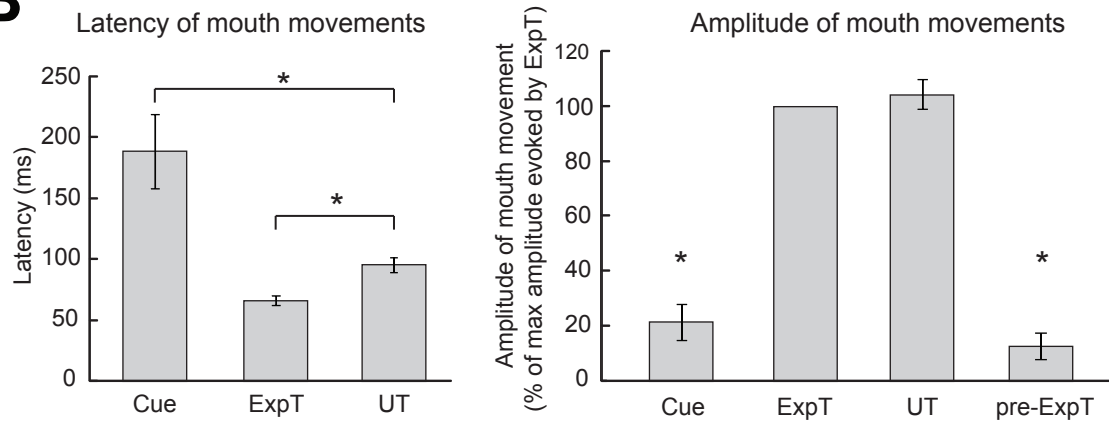 B
Latency of mouth movements
Latency (ms)
250
200
150
100
50
0
*
*
Cue ExpT UT
Amplitude of mouth movements
Amplitude of mouth movement
(% of max amplitude evoked by ExpT)
120
100
80
60
40
20
0
*
*
Cue ExpT UT pre-ExpT